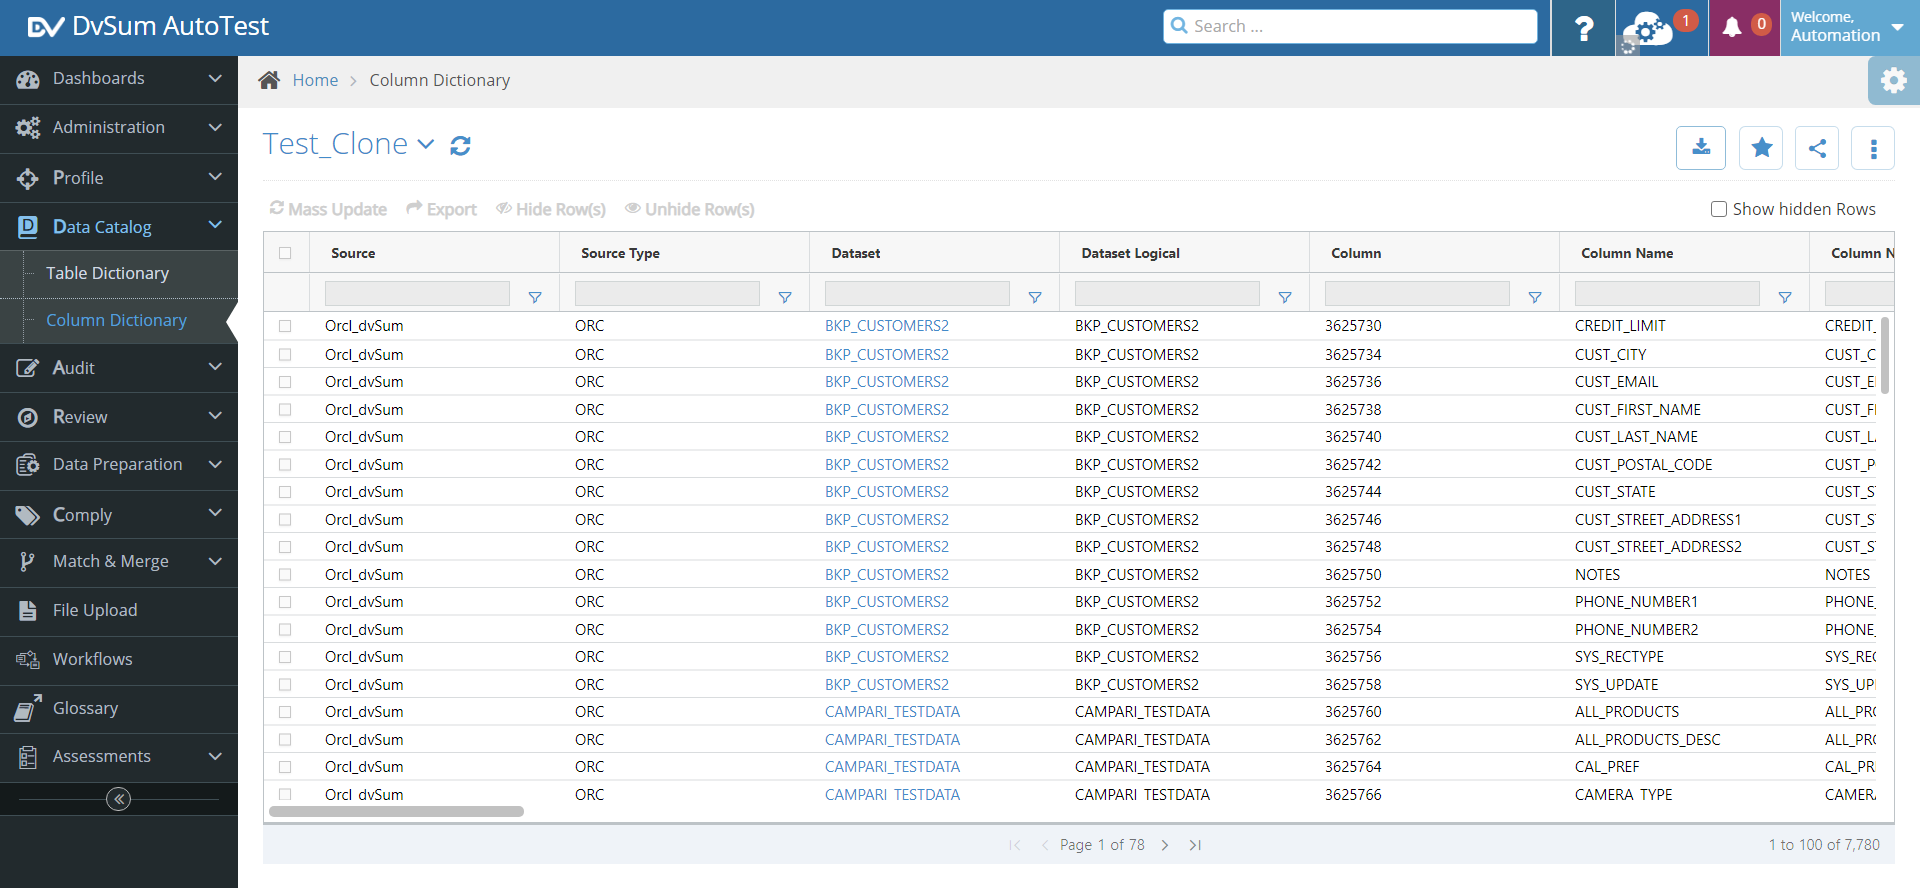 DV DvSum AutoTest
Search ...
?
1
0
Welcome,
Automation
Dashboards
Administration
Profile
Data Catalog
Table Dictionary
Column Dictionary
Audit
Review
Data Preparation
Comply
Match & Merge
File Upload
Workflows
Glossary
Assessments
Home > Column Dictionary
Test_Clone
Mass Update Export Hide Row(s) Unhide Row(s)
Show hidden Rows
Source Source Type Dataset Dataset Logical Column Column Name Column N
Orcl_dvSum ORC BKP_CUSTOMERS2 BKP_CUSTOMERS2 3625730 CREDIT_LIMIT CREDIT_
Orcl_dvSum ORC BKP_CUSTOMERS2 BKP_CUSTOMERS2 3625734 CUST_CITY CUST_C
Orcl_dvSum ORC BKP_CUSTOMERS2 BKP_CUSTOMERS2 3625736 CUST_EMAIL CUST_E
Orcl_dvSum ORC BKP_CUSTOMERS2 BKP_CUSTOMERS2 3625738 CUST_FIRST_NAME CUST_F
Orcl_dvSum ORC BKP_CUSTOMERS2 BKP_CUSTOMERS2 3625740 CUST_LAST_NAME CUST_L
Orcl_dvSum ORC BKP_CUSTOMERS2 BKP_CUSTOMERS2 3625742 CUST_POSTAL_CODE CUST_P
Orcl_dvSum ORC BKP_CUSTOMERS2 BKP_CUSTOMERS2 3625744 CUST_STATE CUST_S
Orcl_dvSum ORC BKP_CUSTOMERS2 BKP_CUSTOMERS2 3625746 CUST_STREET_ADDRESS1 CUST_S
Orcl_dvSum ORC BKP_CUSTOMERS2 BKP_CUSTOMERS2 3625748 CUST_STREET_ADDRESS2 CUST_S
Orcl_dvSum ORC BKP_CUSTOMERS2 BKP_CUSTOMERS2 3625750 NOTES NOTES
Orcl_dvSum ORC BKP_CUSTOMERS2 BKP_CUSTOMERS2 3625752 PHONE_NUMBER1 PHONE_
Orcl_dvSum ORC BKP_CUSTOMERS2 BKP_CUSTOMERS2 3625754 PHONE_NUMBER2 PHONE_
Orcl_dvSum ORC BKP_CUSTOMERS2 BKP_CUSTOMERS2 3625756 SYS_RECTYPE SYS_REC
Orcl_dvSum ORC BKP_CUSTOMERS2 BKP_CUSTOMERS2 3625758 SYS_UPDATE SYS_UP
Orcl_dvSum ORC CAMPARI_TESTDATA CAMPARI_TESTDATA 3625760 ALL_PRODUCTS ALL_PRO
Orcl_dvSum ORC CAMPARI_TESTDATA CAMPARI_TESTDATA 3625762 ALL_PRODUCTS_DESC ALL_PRO
Orcl_dvSum ORC CAMPARI_TESTDATA CAMPARI_TESTDATA 3625764 CAL_PREF CAL_PR
Orcl_dvSum ORC CAMPARI_TESTDATA CAMPARI_TESTDATA 3625766 CAMERA_TYPE CAMER
Page 1 of 78
1 to 100 of 7,780